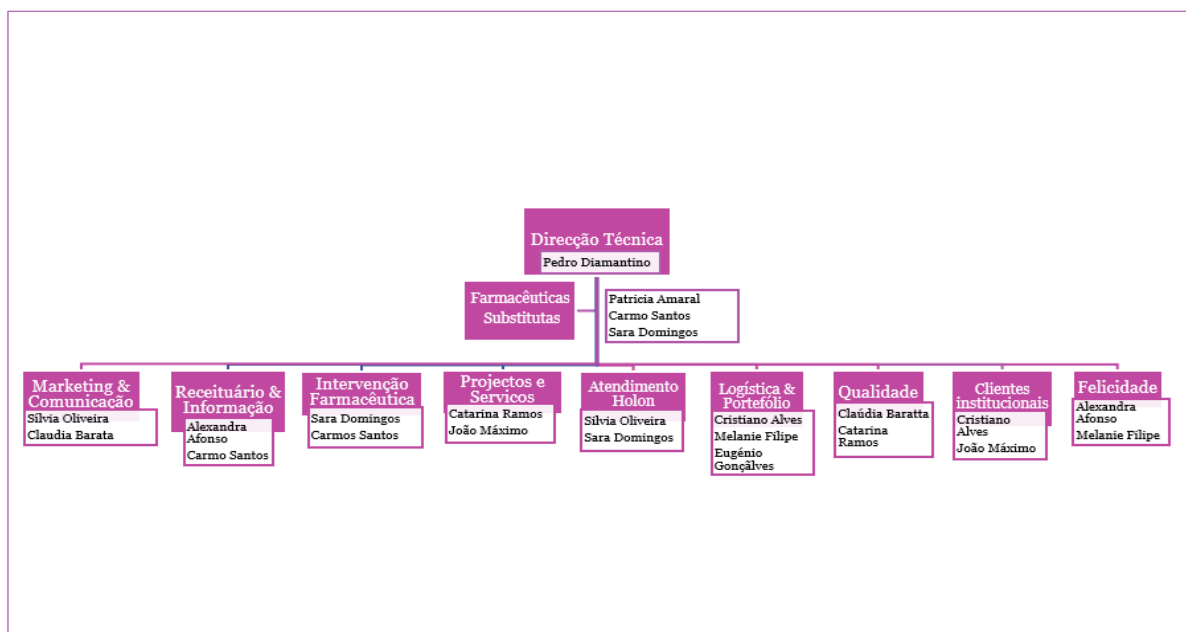 Direcção Técnica
Pedro Diamantino
Farmacêuticas
Substitutas
Patricia Amaral
Carmo Santos
Sara Domingos
Marketing &
Comunicação
Sílvia Oliveira
Claudia Barata
Receituário &
Informação
Alexandra
Afonso
Carmo Santos
Intervenção
Farmacêutica
Sara Domingos
Carmos Santos
Projectos e
Servicos
Catarina Ramos
João Máximo
Atendimento
Holon
Silvia Oliveira
Sara Domingos
Logística &
Portefólio
Cristiano Alves
Melanie Filipe
Eugénio
Gonçãlves
Qualidade
Claúdia Baratta
Catarina
Ramos
Clientes
institucionais
Cristiano
Alves
João Máximo
Felicidade
Alexandra
Afonso
Melanie Filipe